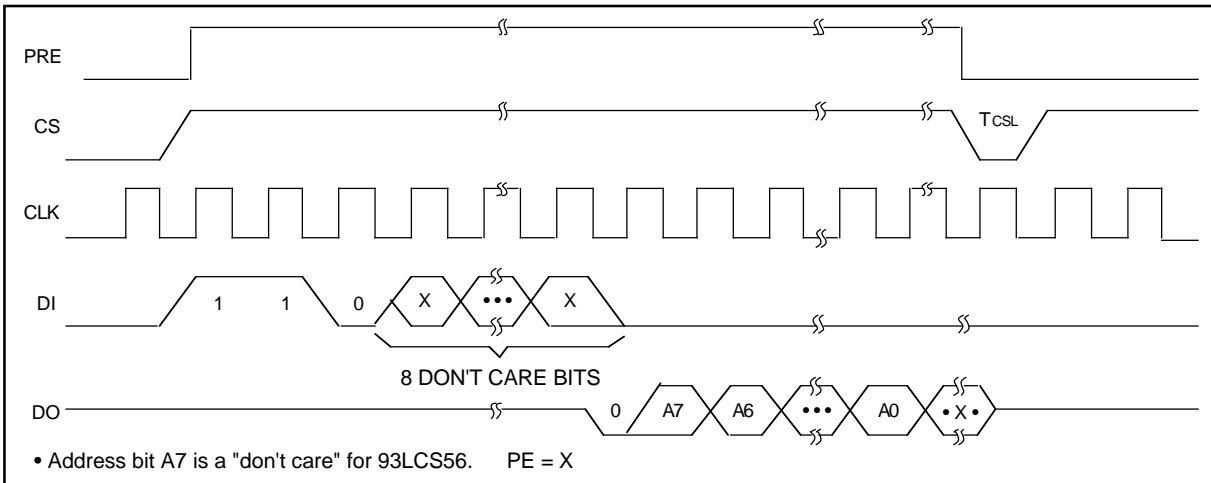 PRE
CS
TCSL
CLK
DI
1 1 0 X ••• X
8 DON'T CARE BITS
DO
0 A7 A6 ••• A0 • X •
• Address bit A7 is a "don't care" for 93LCS56. PE = X